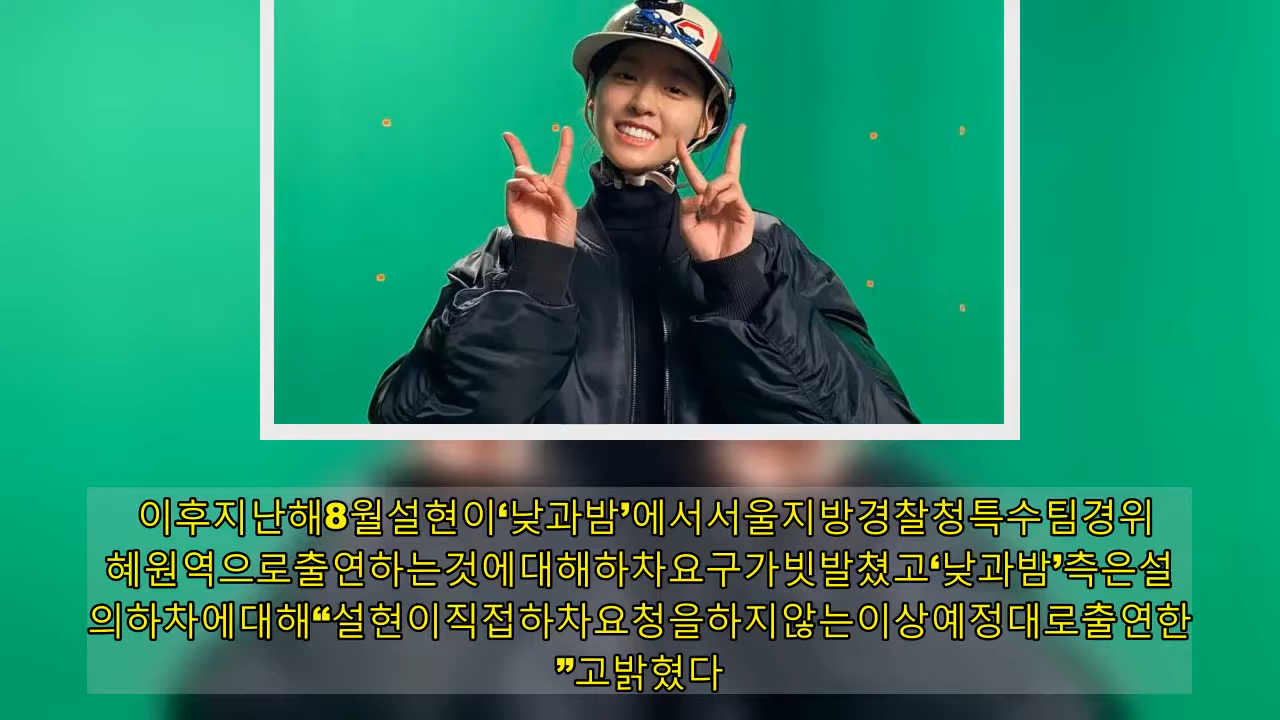 이후지난해8월설현이‘낮과밤’에서서울지방경찰청특수팀경위
혜원역으로출연하는것에대해하차요구가빗발쳤고‘낮과밤’측은설
의하차에대해“설현이직접하차요청을하지않는이상예정대로출연한
”고밝혔다